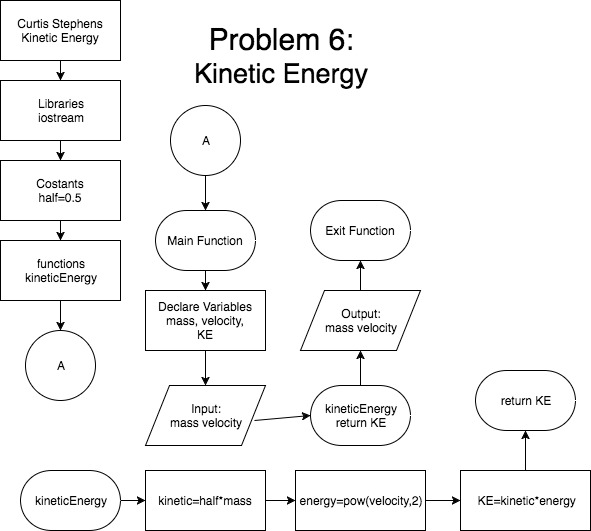 Problem 6:
Kinetic Energy
Curtis Stephens
Kinetic Energy
Libraries
iostream
Costants
half=0.5
functions
kineticEnergy
A
A
Main Function
Declare Variables
mass, velocity,
KE
Input:
mass velocity
kineticEnergy
return KE
Output:
mass velocity
Exit Function
kineticEnergy
kinetic=half*mass
energy=pow(velocity,2)
KE=kinetic*energy
return KE